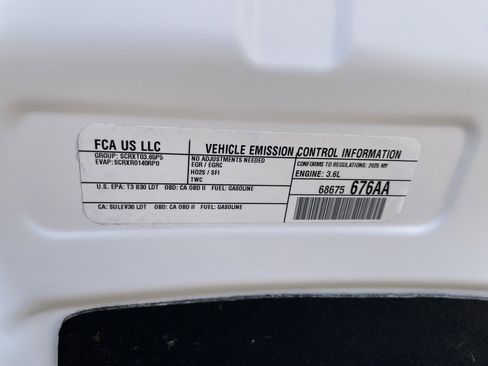 FCA US LLC
GROUP: SCRXT03.65P5
EVAP: SCRXR0140RP0
VEHICLE EMISSION CONTROL INFORMATION
NO ADJUSTMENTS NEEDED
EGR / EGRC
HO2S / SFI
TWC
CONFORMS TO REGULATIONS: 2025 MY
ENGINE: 3.6L
68675 676AA
U.S. EPA: T3 B30 LDT OBD: CA OBD II FUEL: GASOLINE
CA: SULEV30 LDT OBD: CA OBD II FUEL: GASOLINE